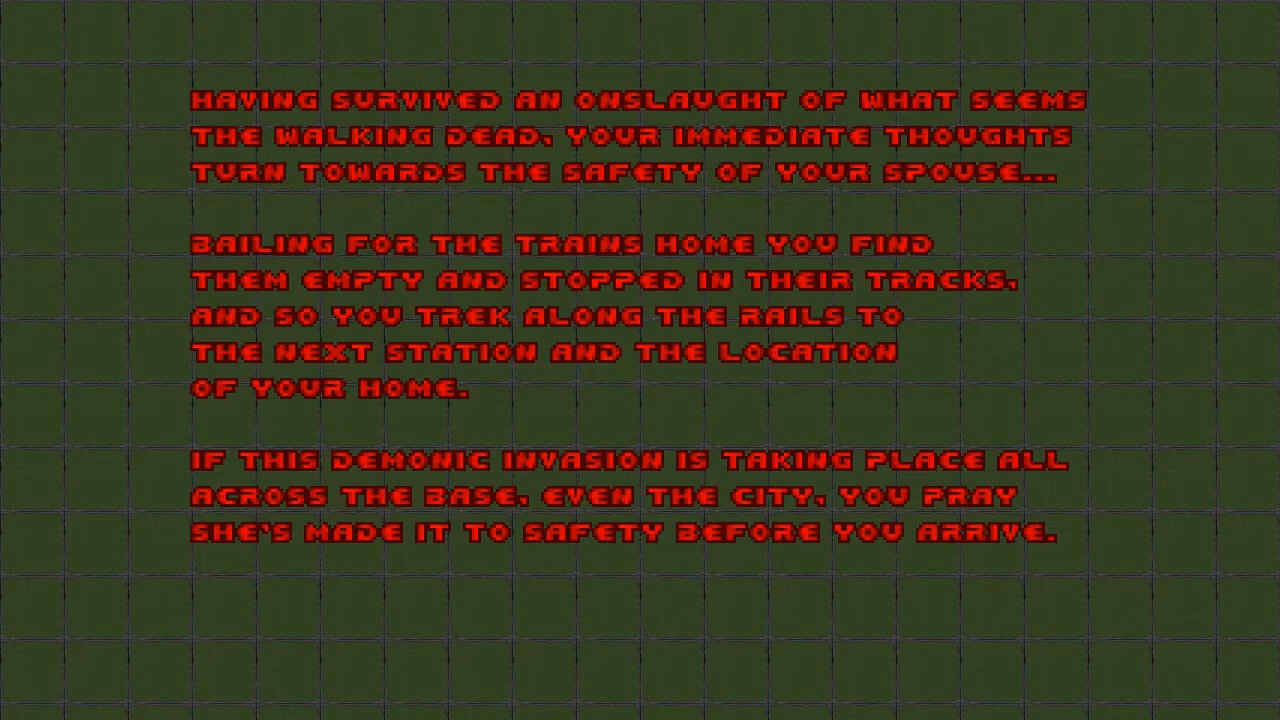 HAVING SURVIVED AN ONSLAUGHT OF WHAT SEEMS
THE WALKING DEAD, YOUR IMMEDIATE THOUGHTS
TURN TOWARDS THE SAFETY OF YOUR SPOUSE...
BAILING FOR THE TRAINS HOME YOU FIND
THEM EMPTY AND STOPPED IN THEIR TRACKS,
AND SO YOU TREK ALONG THE RAILS TO
THE NEXT STATION AND THE LOCATION
OF YOUR HOME.
IF THIS DEMONIC INVASION IS TAKING PLACE ALL
ACROSS THE BASE, EVEN THE CITY, YOU PRAY
SHE'S MADE IT TO SAFETY BEFORE YOU ARRIVE.